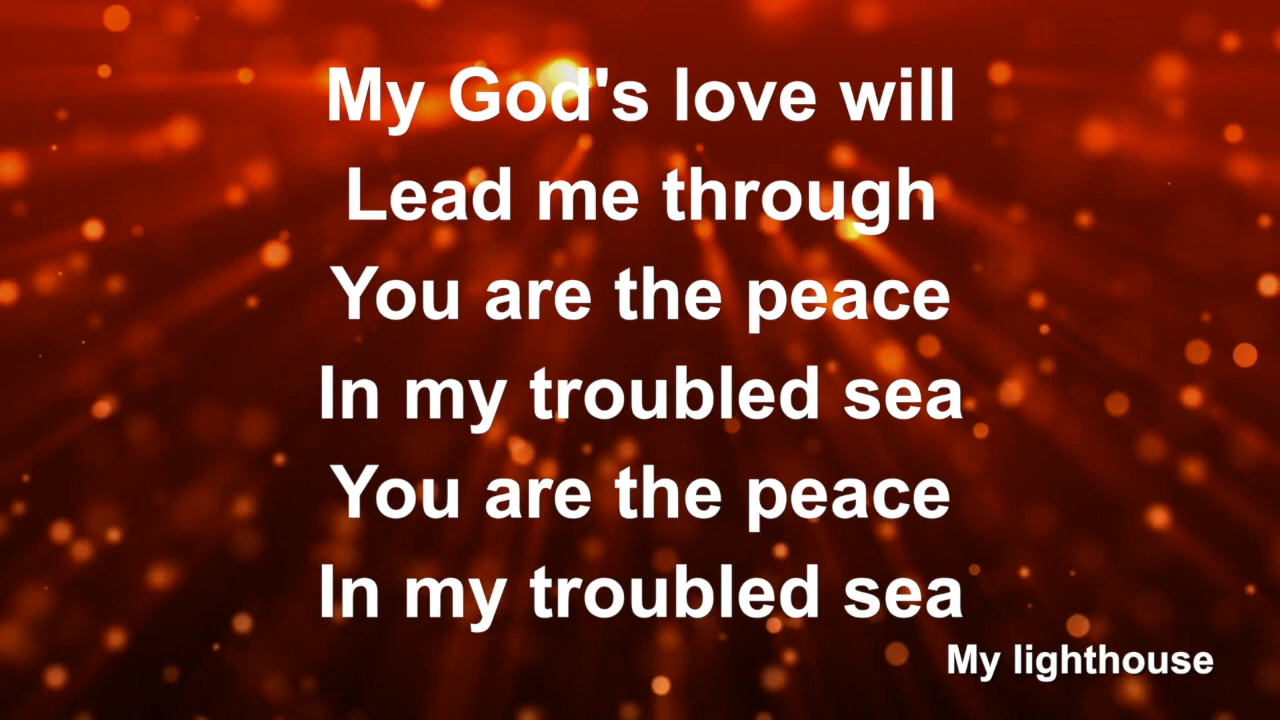 My God's love will
Lead me through
You are the peace
In my troubled sea
You are the peace
In my troubled sea
My lighthouse